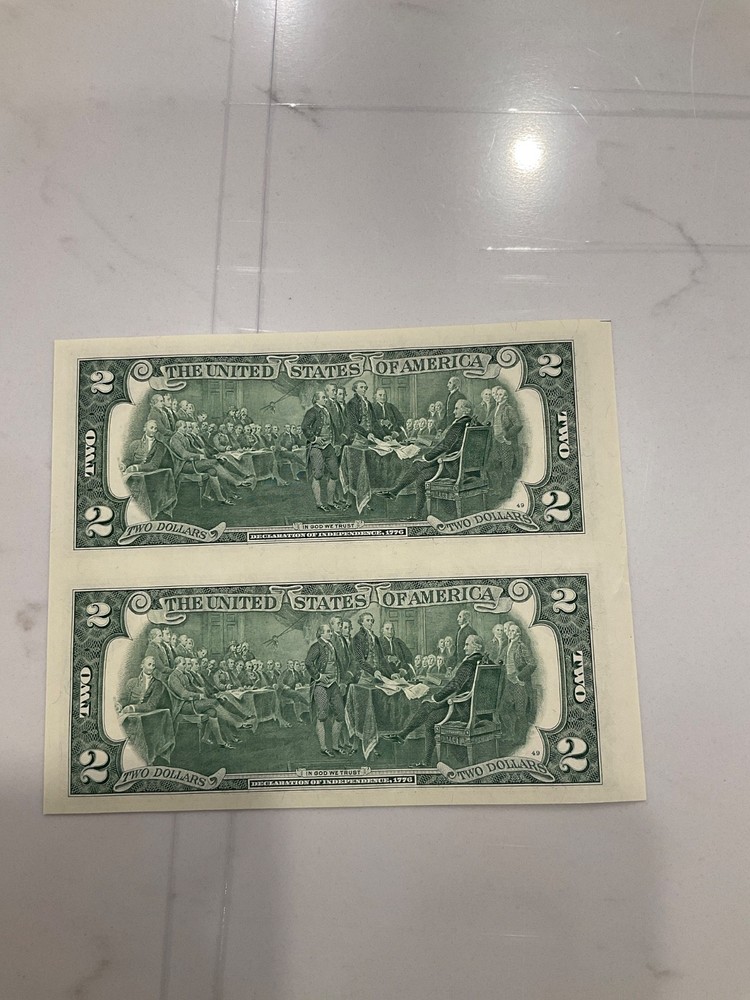 THE UNITED STATES OF AMERICA
2 2
TWO TWO
49
2 2
TWO DOLLARS IN GOD WE TRUST TWO DOLLARS
DECLARATION OF INDEPENDENCE, 1776
THE UNITED STATES OF AMERICA
2 2
TWO TWO
49
2 2
TWO DOLLARS IN GOD WE TRUST TWO DOLLARS
DECLARATION OF INDEPENDENCE, 1776